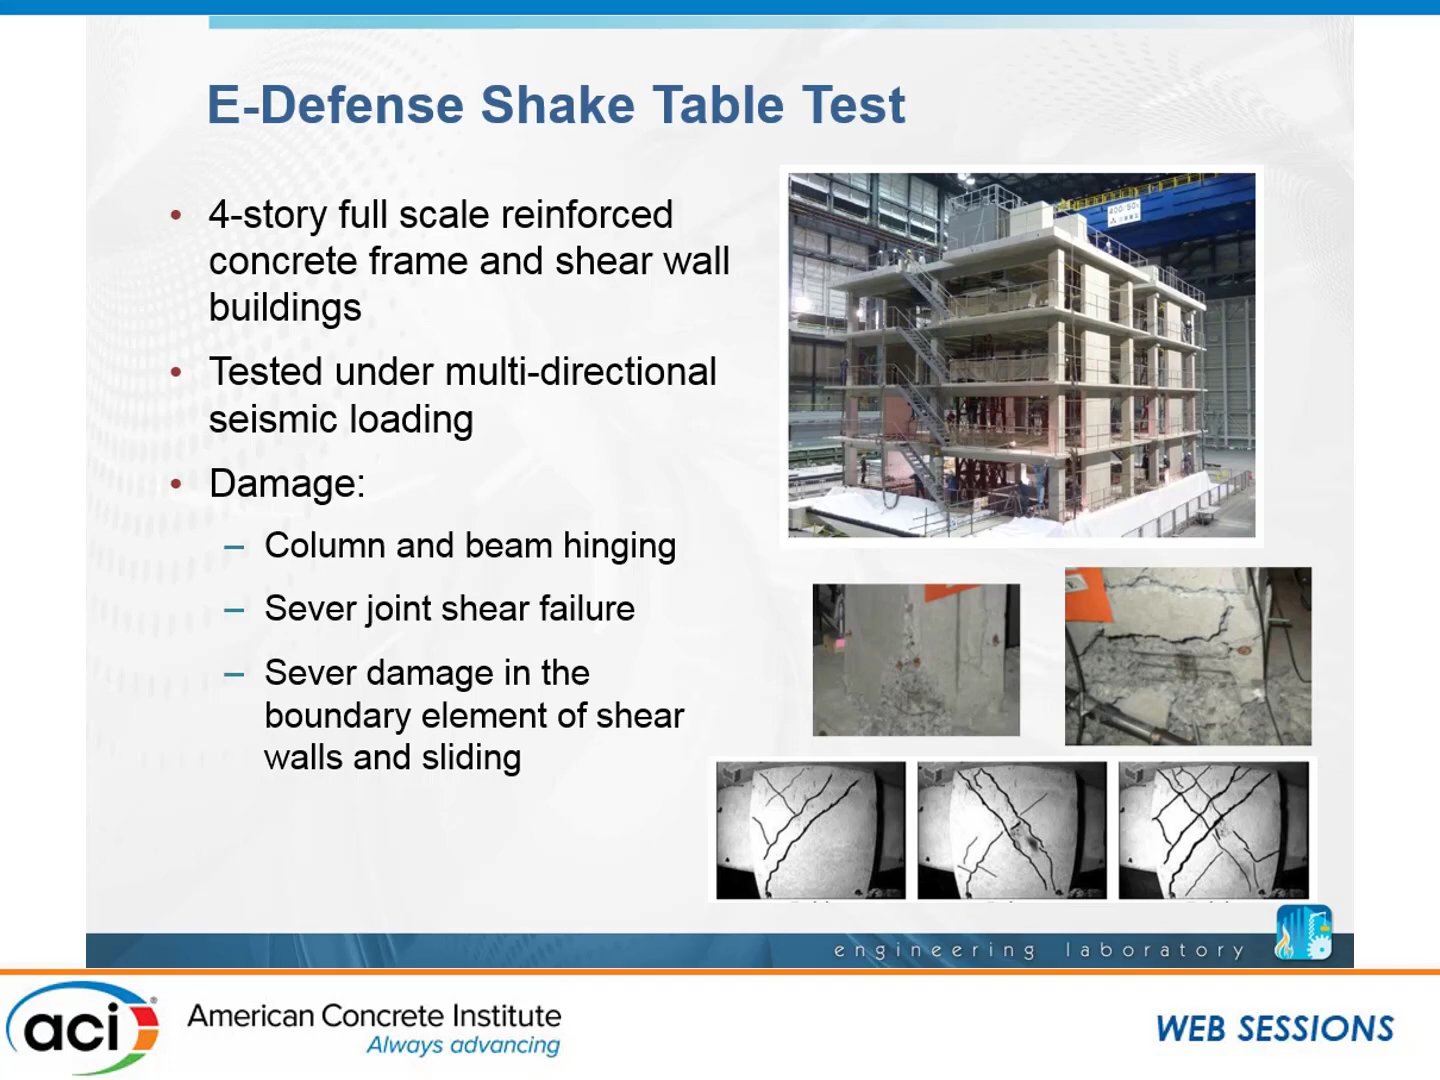 E-Defense Shake Table Test
• 4-story full scale reinforced
concrete frame and shear wall
buildings
• Tested under multi-directional
seismic loading
• Damage:
– Column and beam hinging
– Sever joint shear failure
– Sever damage in the
boundary element of shear
walls and sliding
400/50t
engineering laboratory
aci®
American Concrete Institute
Always advancing
WEB SESSIONS